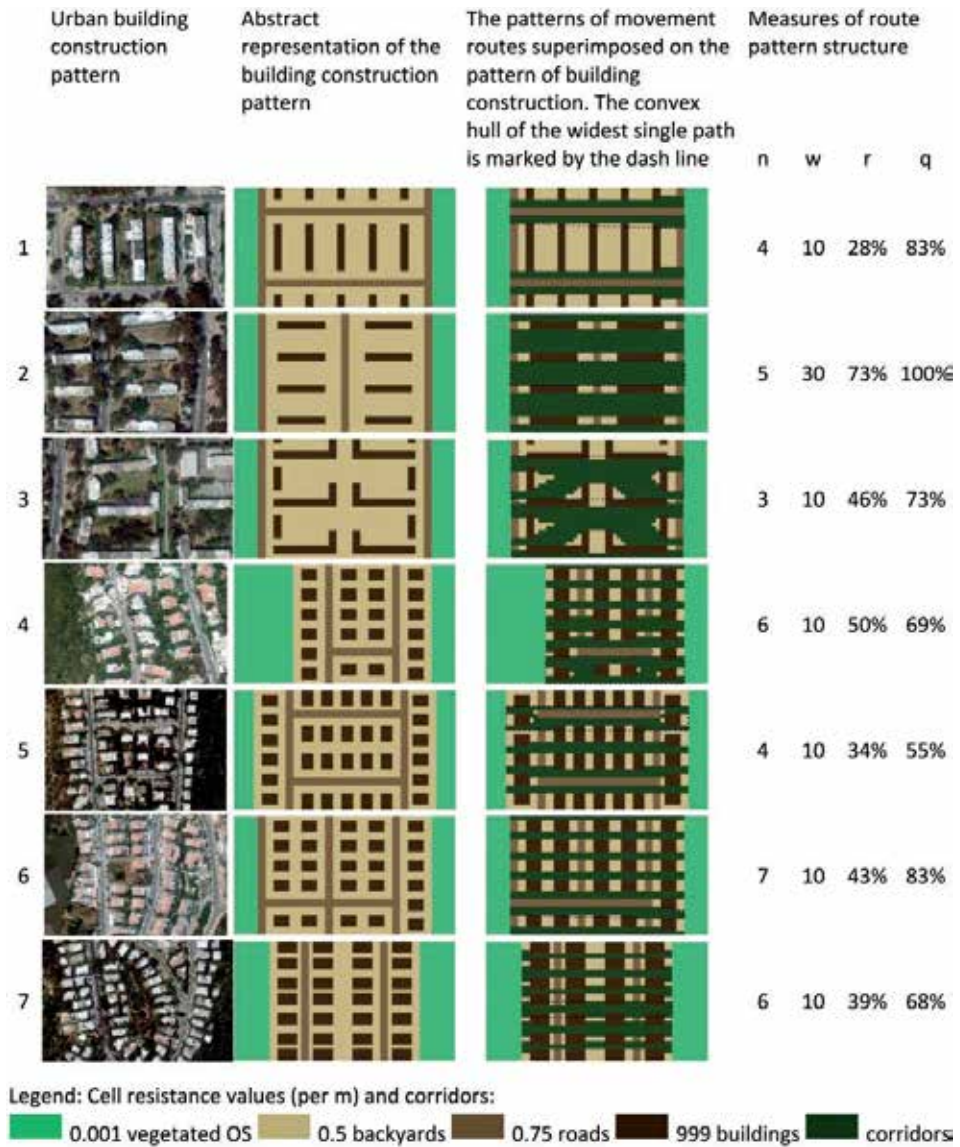 Urban building
construction
pattern
Abstract
representation of the
building construction
pattern
The patterns of movement
routes superimposed on the
pattern of building
construction. The convex
hull of the widest single path
is marked by the dash line
Measures of route
pattern structure
n w r q
1 4 10 28% 83%
2 5 30 73% 100%
3 3 10 46% 73%
4 6 10 50% 69%
5 4 10 34% 55%
6 7 10 43% 83%
7 6 10 39% 68%
Legend: Cell resistance values (per m) and corridors:
0.001 vegetated OS 0.5 backyards 0.75 roads 999 buildings corridors